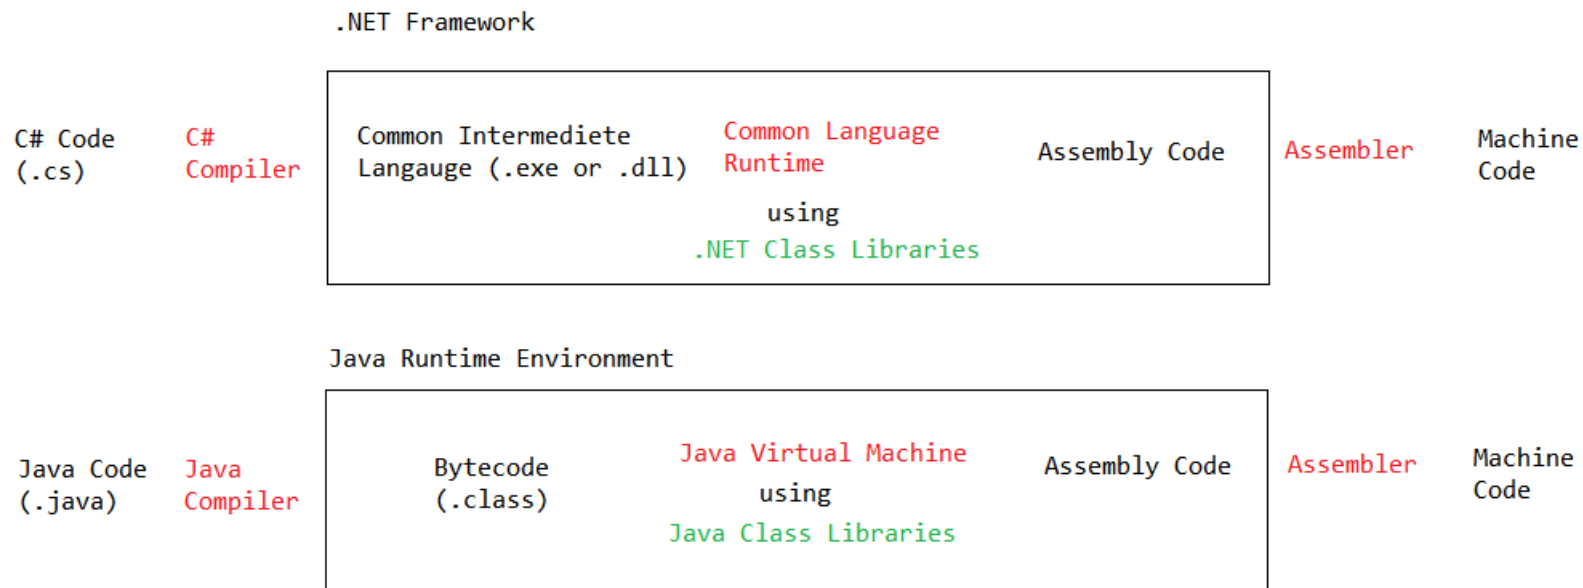 .NET Framework
C# Code
(.cs)
C#
Compiler
Common Intermediete
Langauge (.exe or .dll)
Common Language
Runtime
using
.NET Class Libraries
Assembly Code
Assembler
Machine
Code
Java Runtime Environment
Java Code
(.java)
Java
Compiler
Bytecode
(.class)
Java Virtual Machine
using
Java Class Libraries
Assembly Code
Assembler
Machine
Code